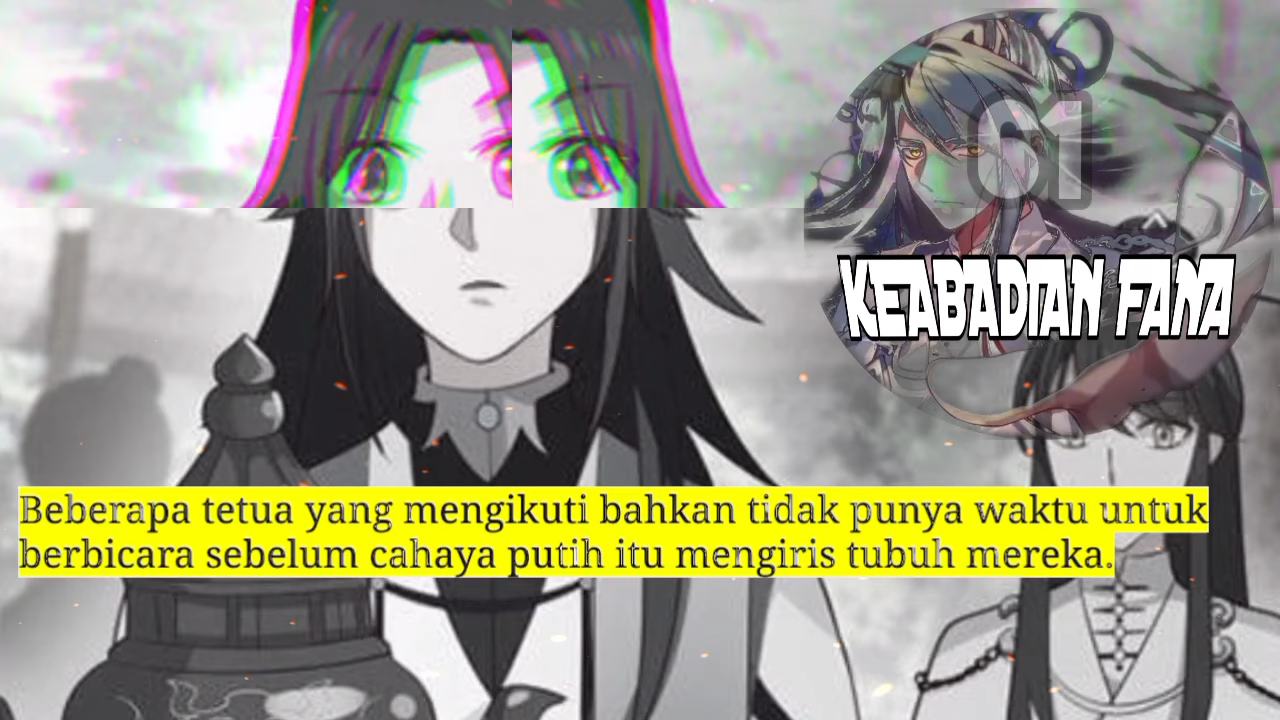 KEABADIAN FANA
Beberapa tetua yang mengikuti bahkan tidak punya waktu untuk
berbicara sebelum cahaya putih itu mengiris tubuh mereka.